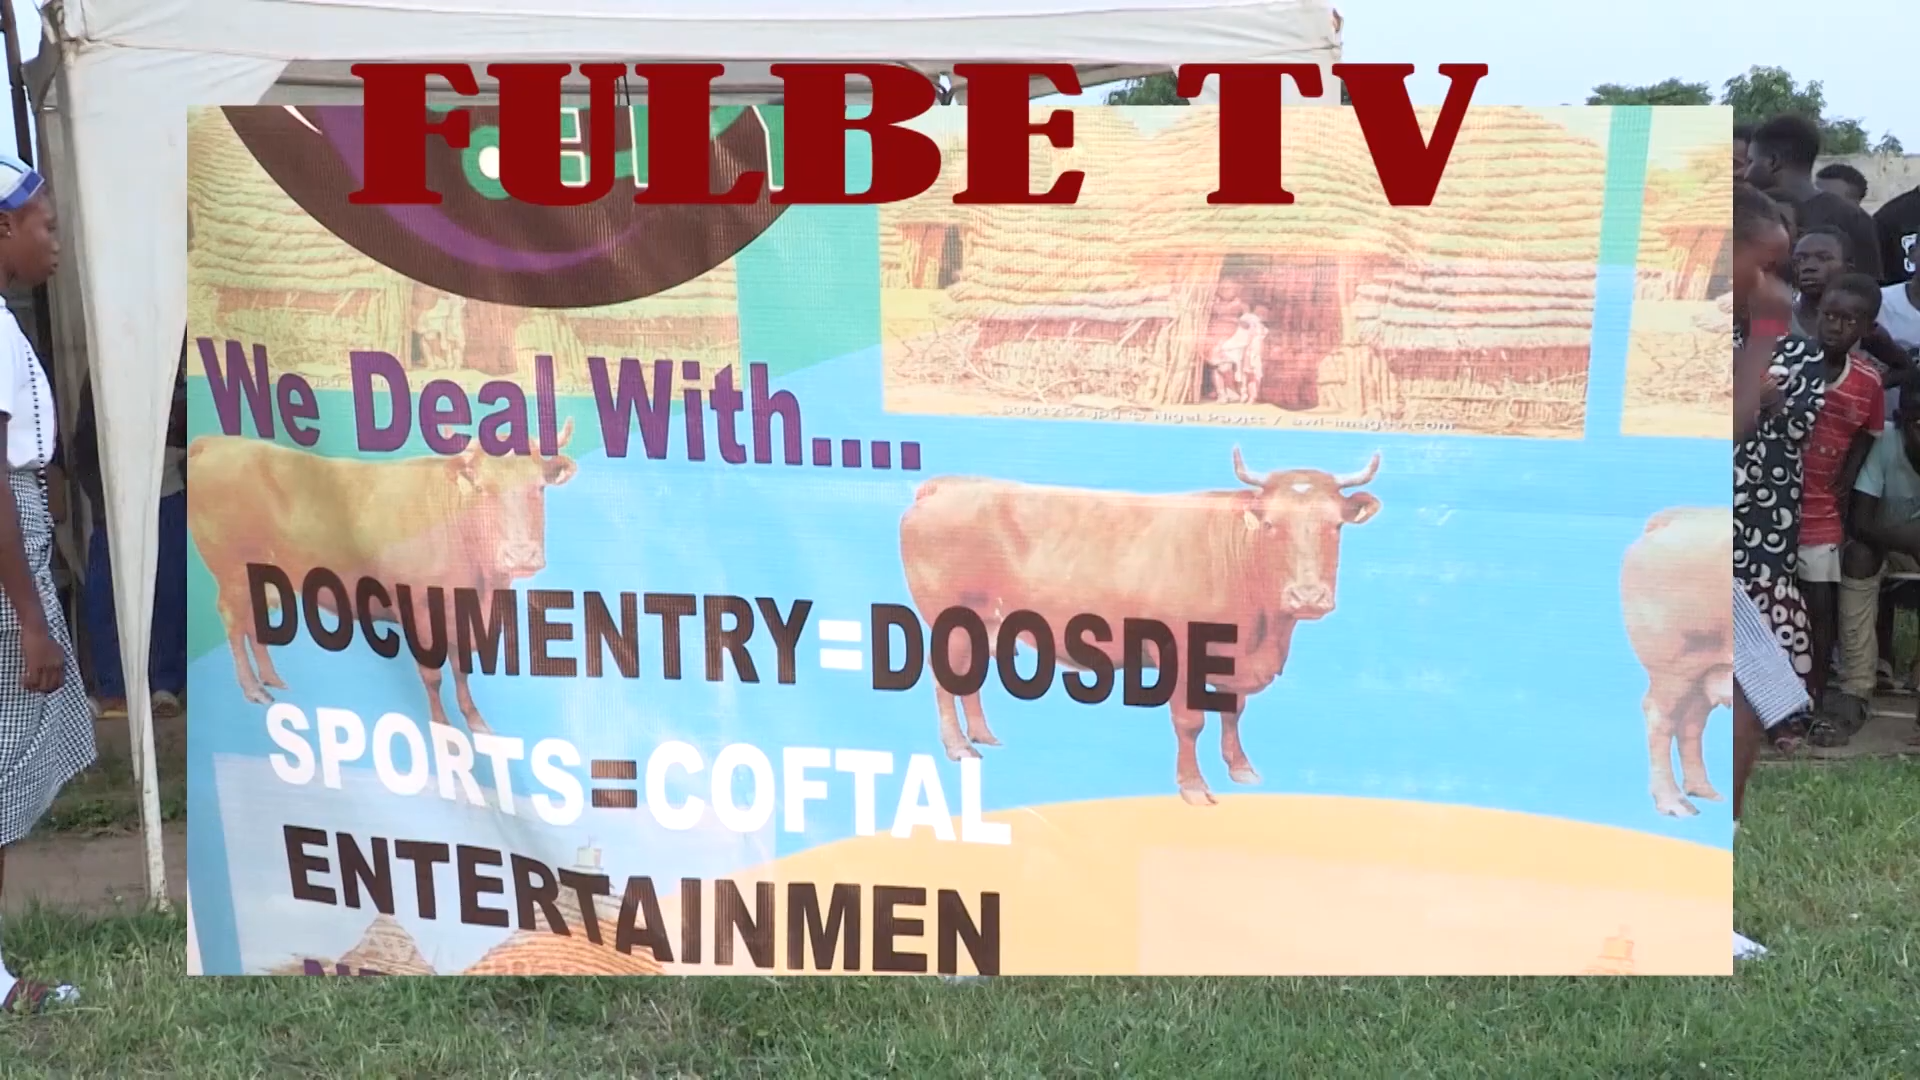 FULBE TV
We Deal With....
DOCUMENTRY=DOOSDE
SPORTS=COFTAL
ENTERTAINMEN